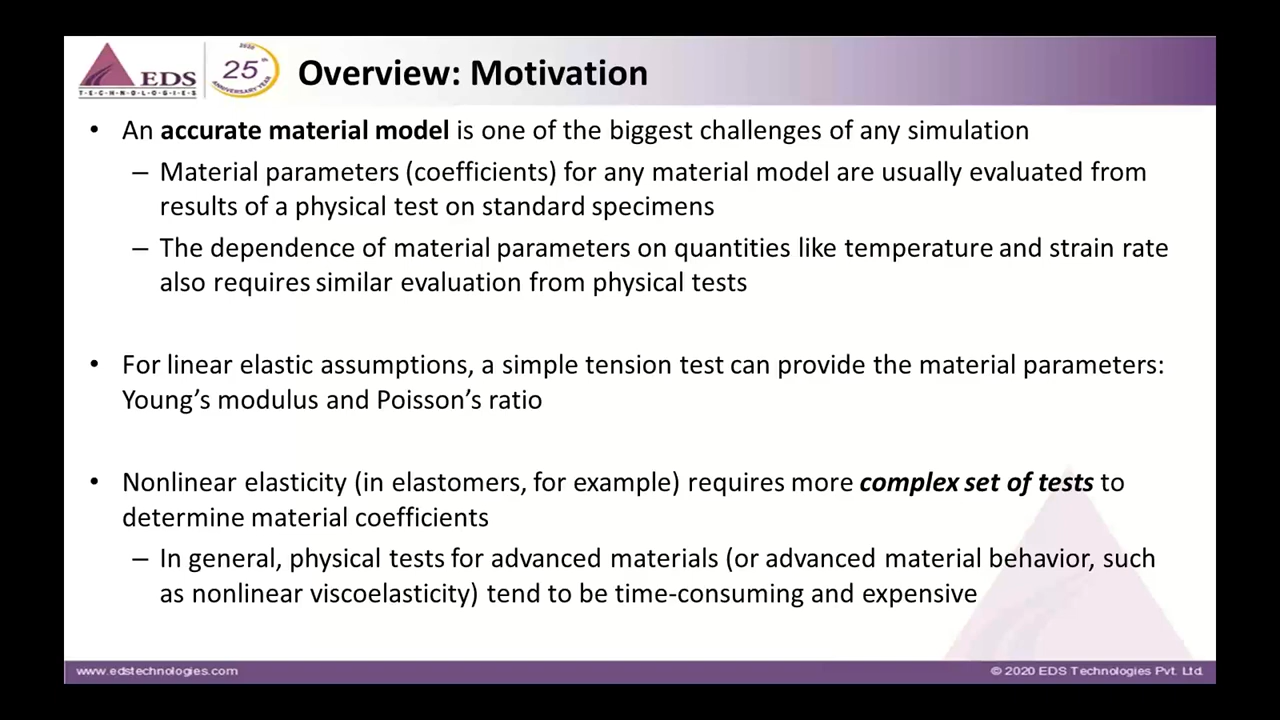 EDS
T·E·C·H·N·O·L·O·G·I·E·S
2020
25th
ANNIVERSARY YEAR
Overview: Motivation
• An accurate material model is one of the biggest challenges of any simulation
– Material parameters (coefficients) for any material model are usually evaluated from
results of a physical test on standard specimens
– The dependence of material parameters on quantities like temperature and strain rate
also requires similar evaluation from physical tests
• For linear elastic assumptions, a simple tension test can provide the material parameters:
Young’s modulus and Poisson’s ratio
• Nonlinear elasticity (in elastomers, for example) requires more complex set of tests to
determine material coefficients
– In general, physical tests for advanced materials (or advanced material behavior, such
as nonlinear viscoelasticity) tend to be time-consuming and expensive
www.edstechnologies.com
© 2020 EDS Technologies Pvt. Ltd.